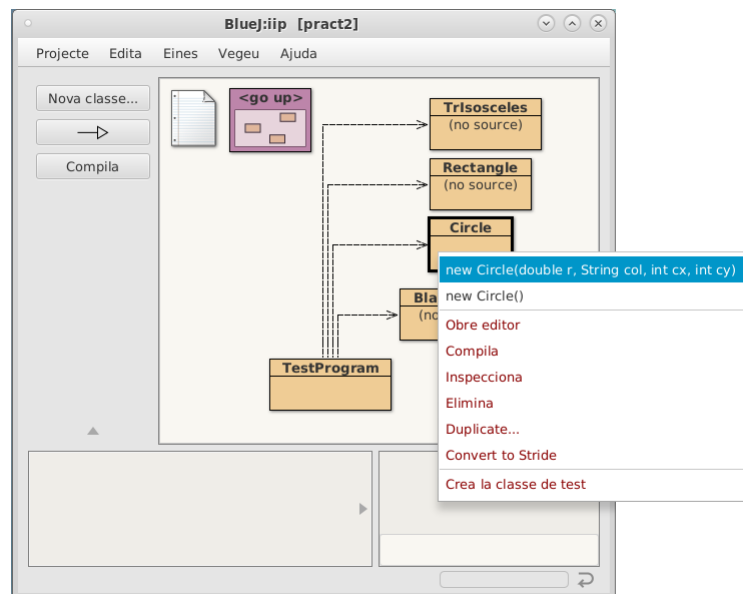 BlueJ:iip [pract2]
Projecte Edita Eines Vegeu Ajuda
Nova classe...
Compila
<go up>
TrIsosceles
(no source)
Rectangle
(no source)
Circle
new Circle(double r, String col, int cx, int cy)
new Circle()
Obre editor
Compila
Inspecciona
Elimina
Duplicate...
Convert to Stride
Crea la classe de test
Bla
(no
TestProgram